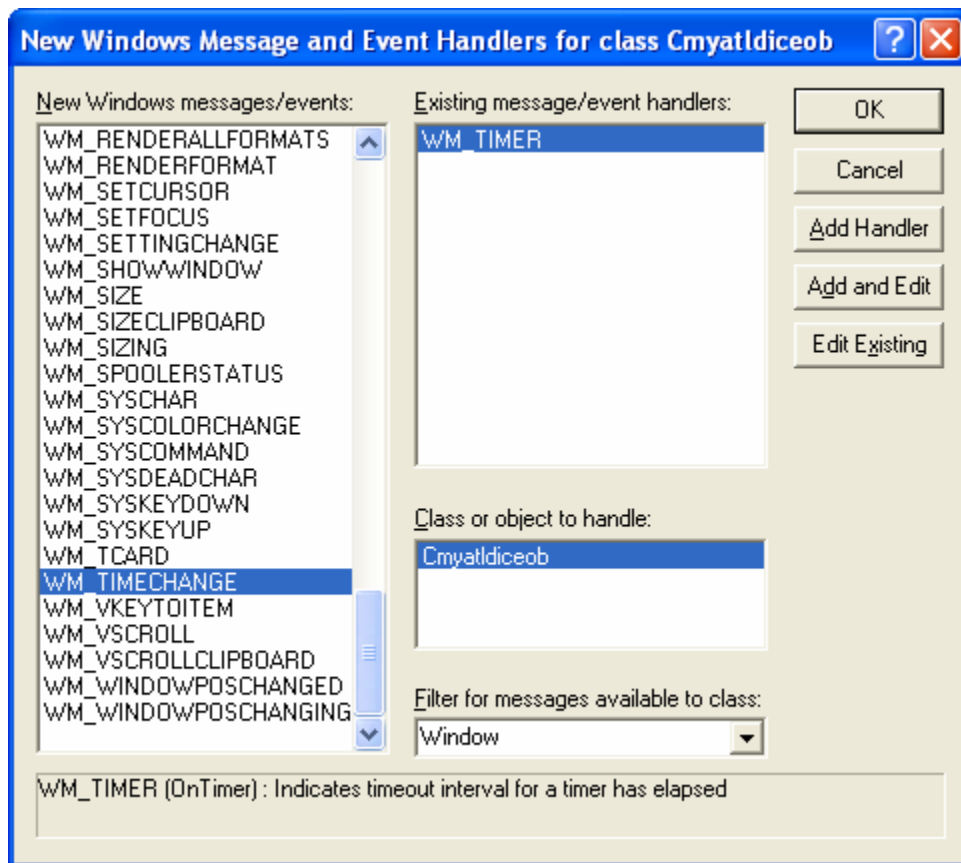 New Windows Message and Event Handlers for class Cmyatldiceob
New Windows messages/events:
WM_RENDERALLFORMATS
WM_RENDERFORMAT
WM_SETCURSOR
WM_SETFOCUS
WM_SETTINGCHANGE
WM_SHOWWINDOW
WM_SIZE
WM_SIZECLIPBOARD
WM_SIZING
WM_SPOOLERSTATUS
WM_SYSCHAR
WM_SYSCOLORCHANGE
WM_SYSCOMMAND
WM_SYSDEADCHAR
WM_SYSKEYDOWN
WM_SYSKEYUP
WM_TCARD
WM_TIMECHANGE
WM_VKEYTOITEM
WM_VSCROLL
WM_VSCROLLCLIPBOARD
WM_WINDOWPOSCHANGED
WM_WINDOWPOSCHANGING
Existing message/event handlers:
WM_TIMER
Class or object to handle:
Cmyatldiceob
Filter for messages available to class:
Window
OK
Cancel
Add Handler
Add and Edit
Edit Existing
WM_TIMER (OnTimer) : Indicates timeout interval for a timer has elapsed